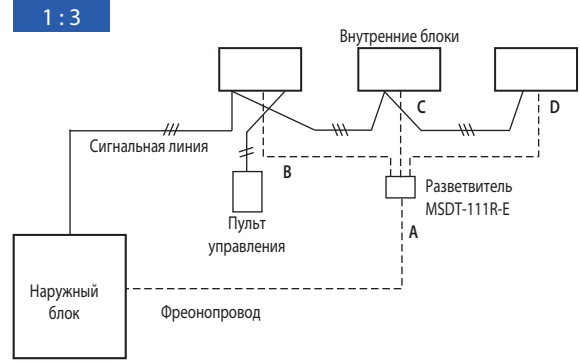 1 : 3
Внутренние блоки
C
D
Сигнальная линия
B
Разветвитель
MSDT-111R-E
Пульт
управления
A
Наружный
блок
Фреонопровод